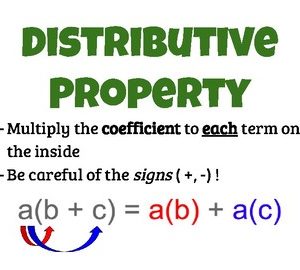 DISTRIBUTIVE
PROPERTY
- Multiply the coefficient to each term on
the inside
- Be careful of the signs ( +, -) !
a(b + c) = a(b) + a(c)